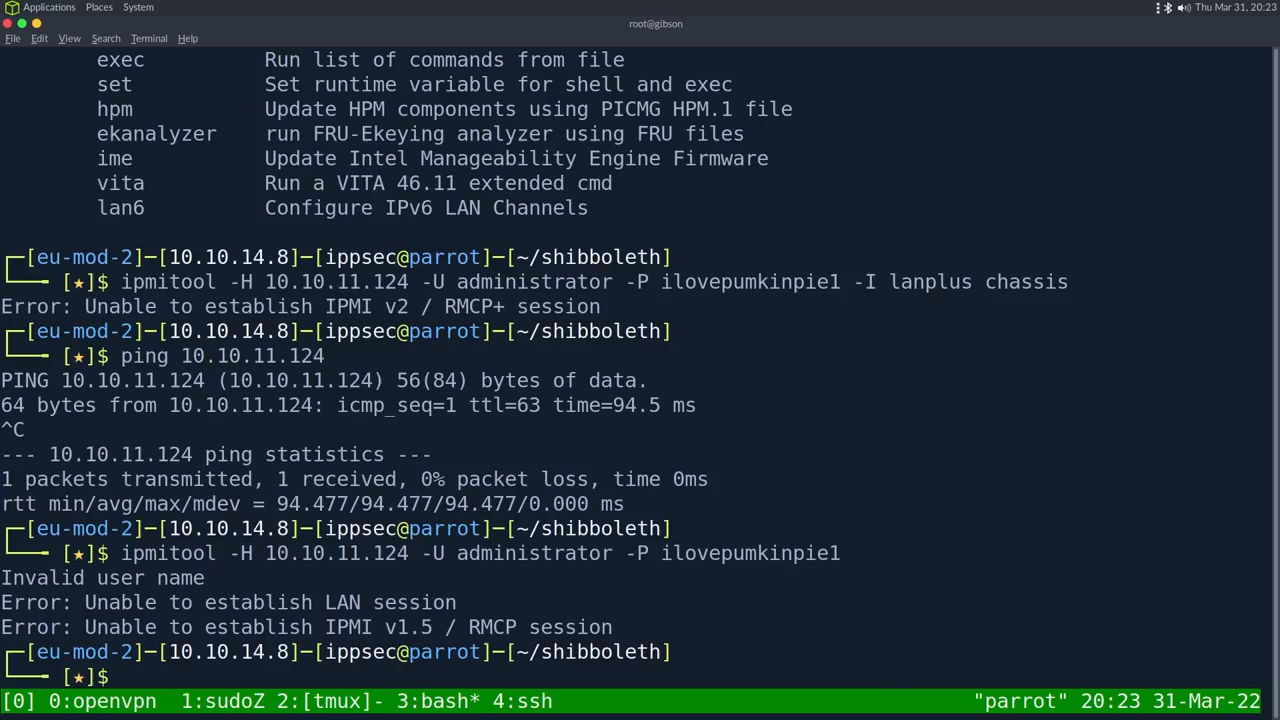 Applications Places System Thu Mar 31, 20:23
root@gibson
File Edit View Search Terminal Help
exec Run list of commands from file
set Set runtime variable for shell and exec
hpm Update HPM components using PICMG HPM.1 file
ekanalyzer run FRU-Ekeying analyzer using FRU files
ime Update Intel Manageability Engine Firmware
vita Run a VITA 46.11 extended cmd
lan6 Configure IPv6 LAN Channels
┌─[eu-mod-2]─[10.10.14.8]─[ippsec@parrot]─[~/shibboleth]
└──╼ [★]$ ipmitool -H 10.10.11.124 -U administrator -P ilovepumkinpie1 -I lanplus chassis
Error: Unable to establish IPMI v2 / RMCP+ session
┌─[eu-mod-2]─[10.10.14.8]─[ippsec@parrot]─[~/shibboleth]
└──╼ [★]$ ping 10.10.11.124
PING 10.10.11.124 (10.10.11.124) 56(84) bytes of data.
64 bytes from 10.10.11.124: icmp_seq=1 ttl=63 time=94.5 ms
^C
--- 10.10.11.124 ping statistics ---
1 packets transmitted, 1 received, 0% packet loss, time 0ms
rtt min/avg/max/mdev = 94.477/94.477/94.477/0.000 ms
┌─[eu-mod-2]─[10.10.14.8]─[ippsec@parrot]─[~/shibboleth]
└──╼ [★]$ ipmitool -H 10.10.11.124 -U administrator -P ilovepumkinpie1
Invalid user name
Error: Unable to establish LAN session
Error: Unable to establish IPMI v1.5 / RMCP session
┌─[eu-mod-2]─[10.10.14.8]─[ippsec@parrot]─[~/shibboleth]
└──╼ [★]$
[0] 0:openvpn 1:sudoZ 2:[tmux]- 3:bash* 4:ssh "parrot" 20:23 31-Mar-22